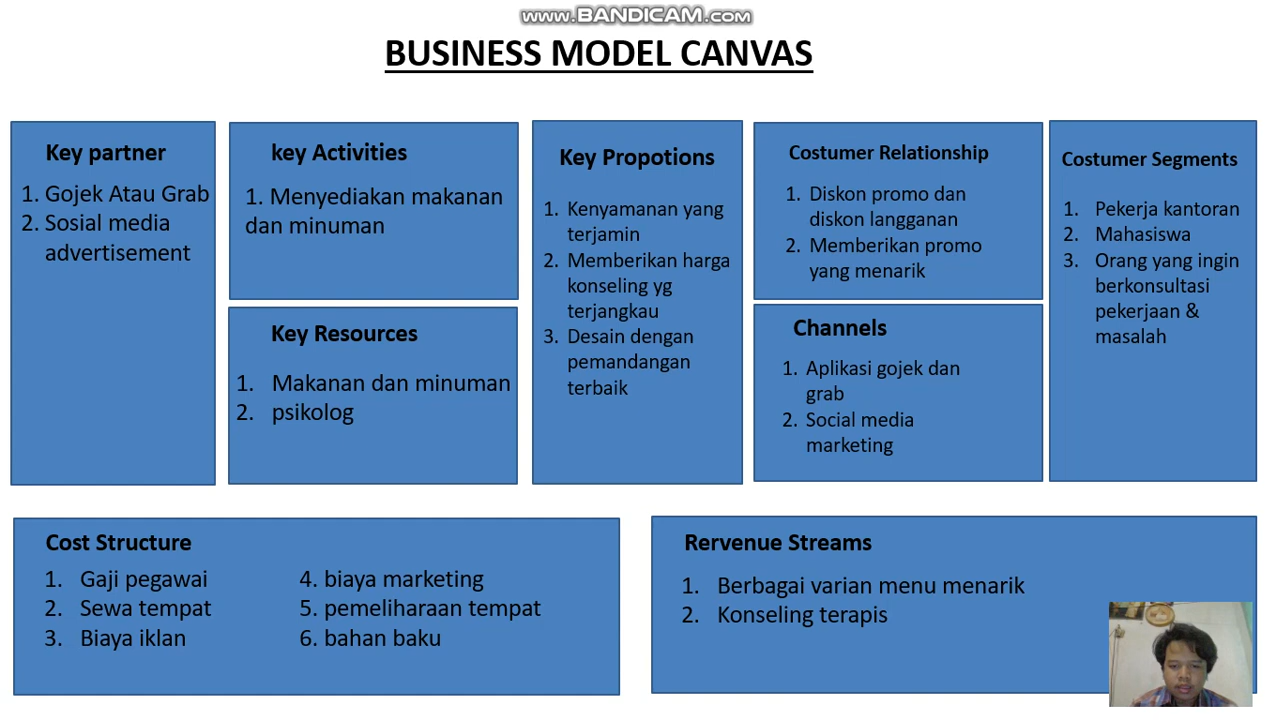 www.BANDICAM.com
BUSINESS MODEL CANVAS
Key partner
1. Gojek Atau Grab
2. Sosial media
advertisement
key Activities
1. Menyediakan makanan
dan minuman
Key Resources
1. Makanan dan minuman
2. psikolog
Key Propotions
1. Kenyamanan yang
terjamin
2. Memberikan harga
konseling yg
terjangkau
3. Desain dengan
pemandangan
terbaik
Costumer Relationship
1. Diskon promo dan
diskon langganan
2. Memberikan promo
yang menarik
Channels
1. Aplikasi gojek dan
grab
2. Social media
marketing
Costumer Segments
1. Pekerja kantoran
2. Mahasiswa
3. Orang yang ingin
berkonsultasi
pekerjaan &
masalah
Cost Structure
1. Gaji pegawai
2. Sewa tempat
3. Biaya iklan
4. biaya marketing
5. pemeliharaan tempat
6. bahan baku
Rervenue Streams
1. Berbagai varian menu menarik
2. Konseling terapis